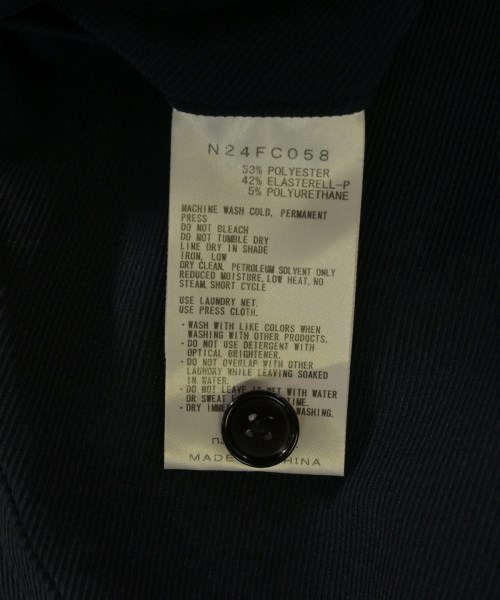 N24FC058
53% POLYESTER
42% ELASTERELL-P
5% POLYURETHANE
MACHINE WASH COLD, PERMANENT
PRESS
DO NOT BLEACH
DO NOT TUMBLE DRY
LINE DRY IN SHADE
IRON, LOW
DRY CLEAN, PETROLEUM SOLVENT ONLY
REDUCED MOISTURE, LOW HEAT, NO
STEAM, SHORT CYCLE
USE LAUNDRY NET.
USE PRESS CLOTH.
・WASH WITH LIKE COLORS WHEN
WASHING WITH OTHER PRODUCTS.
・DO NOT USE DETERGENT WITH
OPTICAL BRIGHTENER.
・DO NOT OVERLAP WITH OTHER
LAUNDRY WHILE LEAVING SOAKED
IN WATER.
・DO NOT LEAVE WET WITH WATER
OR SWEAT TIME.
・DRY WASHING.
MADE